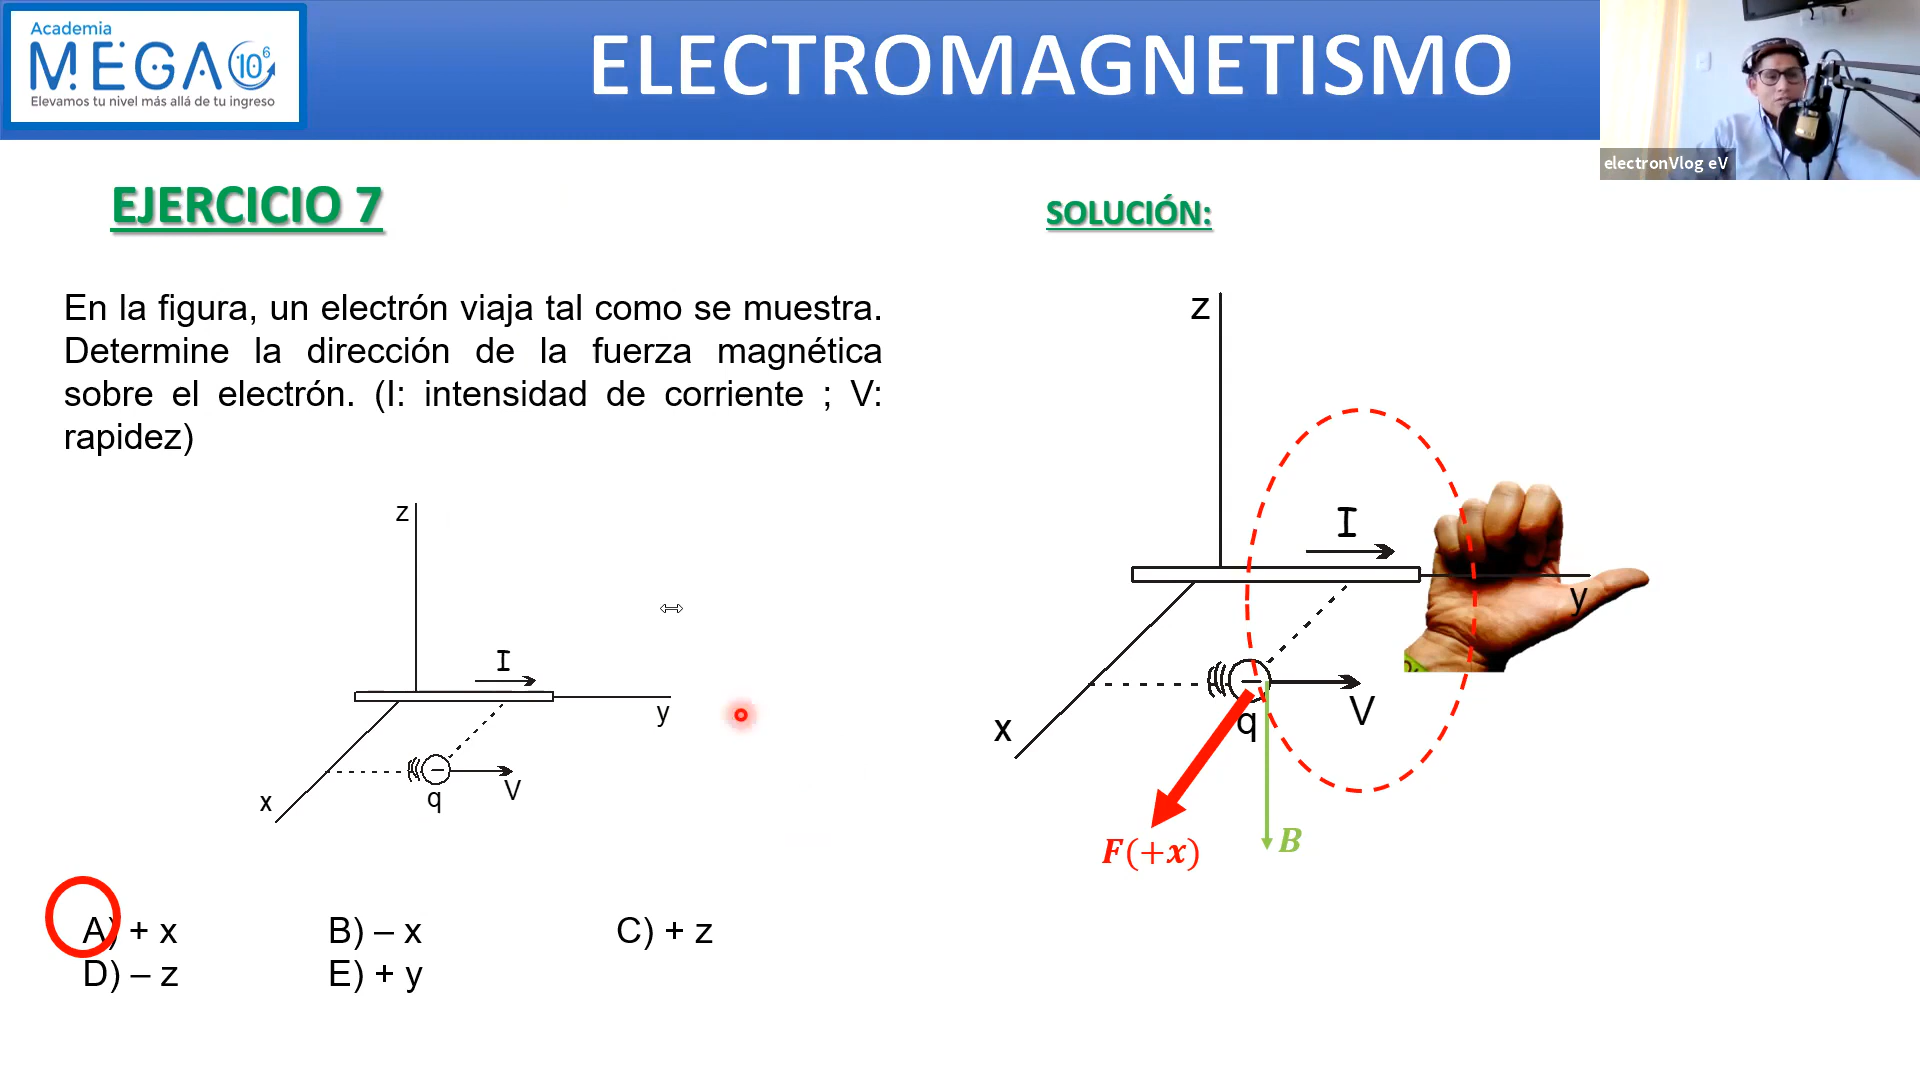 Academia
MEGA 10⁶
Elevamos tu nivel más allá de tu ingreso
ELECTROMAGNETISMO
electronVlog eV
EJERCICIO 7
En la figura, un electrón viaja tal como se muestra.
Determine la dirección de la fuerza magnética
sobre el electrón. (I: intensidad de corriente ; V:
rapidez)
z
I
y
x
q
V
A) + x
B) – x
C) + z
D) – z
E) + y
SOLUCIÓN:
z
I
y
x
q
V
F(+x)
B